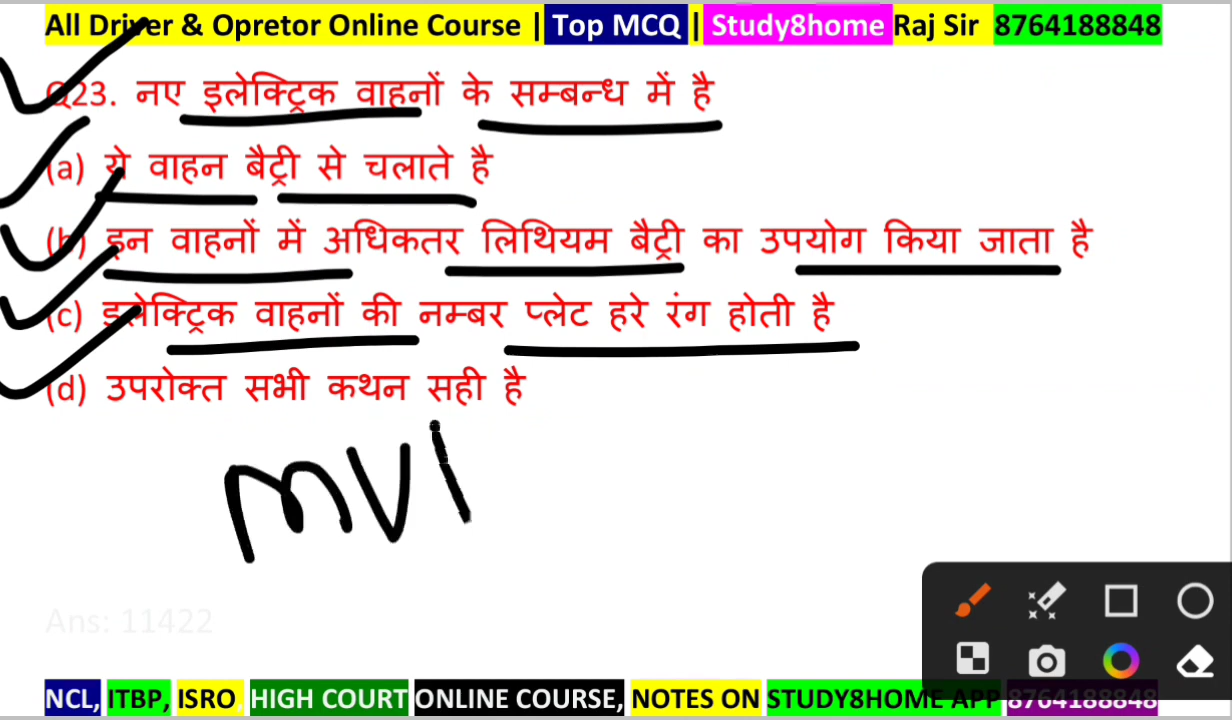 All Driver & Opretor Online Course | Top MCQ | Study8home Raj Sir 8764188848
Q23. नए इलेक्ट्रिक वाहनों के सम्बन्ध में है
(a) ये वाहन बैट्री से चलाते है
(b) इन वाहनों में अधिकतर लिथियम बैट्री का उपयोग किया जाता है
(c) इलेक्ट्रिक वाहनों की नम्बर प्लेट हरे रंग होती है
(d) उपरोक्त सभी कथन सही है
MVI
Ans: 11422
NCL, ITBP, ISRO, HIGH COURT ONLINE COURSE, NOTES ON STUDY8HOME APP 8764188848